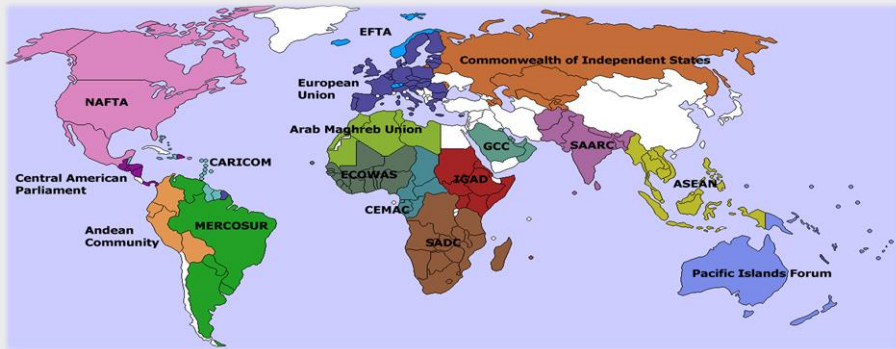 EFTA
Commonwealth of Independent States
European
Union
NAFTA
Arab Maghreb Union
GCC
SAARC
CARICOM
Central American
Parliament
ECOWAS
IGAD
ASEAN
CEMAC
Andean
Community
MERCOSUR
SADC
Pacific Islands Forum